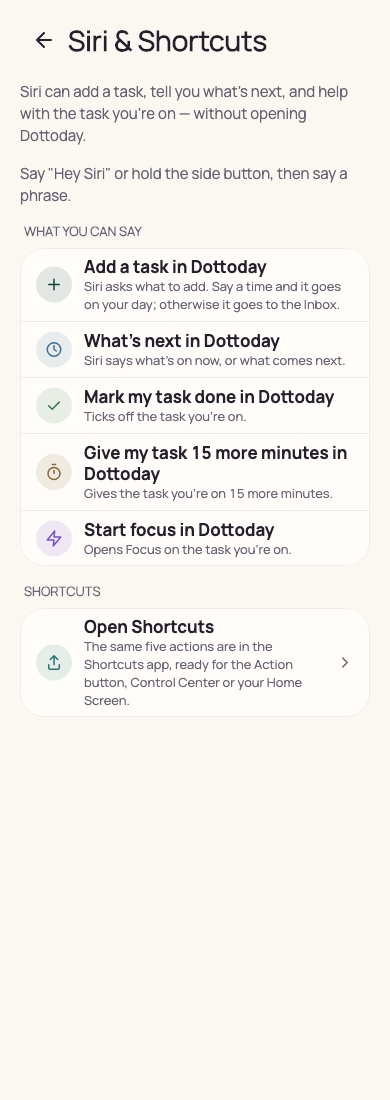 Siri & Shortcuts
Siri can add a task, tell you what's next, and help
with the task you're on — without opening
Dottoday.
Say "Hey Siri" or hold the side button, then say a
phrase.
WHAT YOU CAN SAY
Add a task in Dottoday
Siri asks what to add. Say a time and it goes
on your day; otherwise it goes to the Inbox.
What's next in Dottoday
Siri says what's on now, or what comes next.
Mark my task done in Dottoday
Ticks off the task you're on.
Give my task 15 more minutes in
Dottoday
Gives the task you're on 15 more minutes.
Start focus in Dottoday
Opens Focus on the task you're on.
SHORTCUTS
Open Shortcuts
The same five actions are in the
Shortcuts app, ready for the Action
button, Control Center or your Home
Screen.